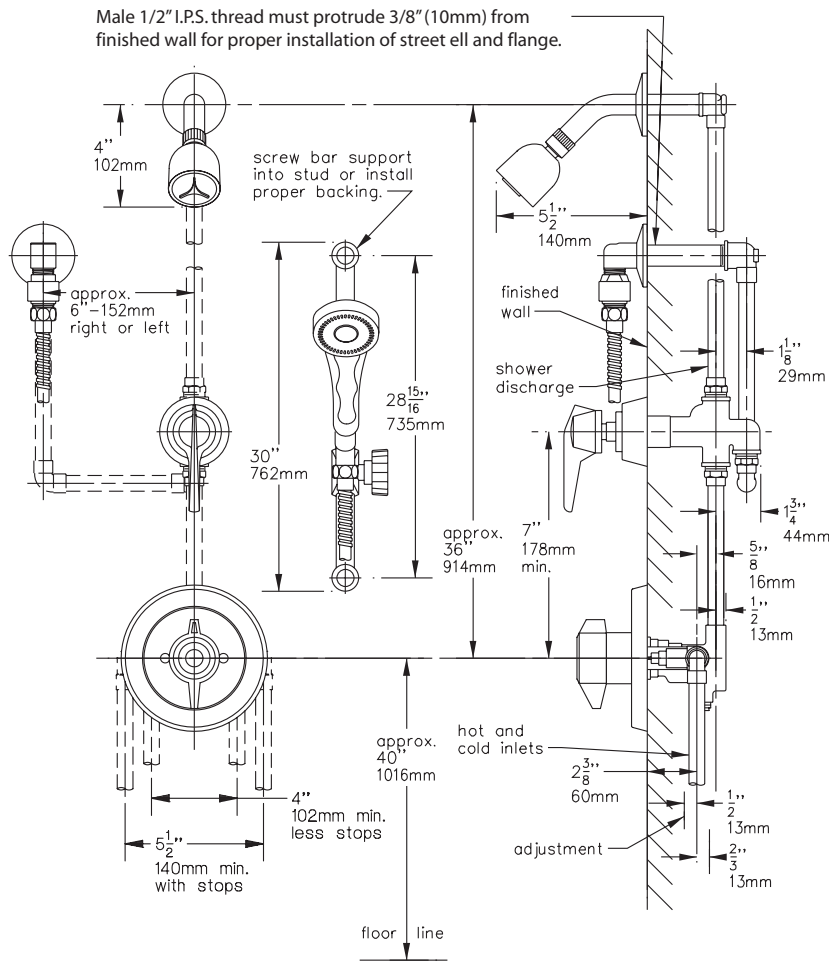 Male 1/2" I.P.S. thread must protrude 3/8" (10mm) from
finished wall for proper installation of street ell and flange.
4"
102mm
screw bar support
into stud or install
proper backing.
5 1/2"
140mm
approx.
6"-152mm
right or left
finished
wall
shower
discharge
1 1/8"
29mm
28 15/16"
735mm
30"
762mm
approx.
36"
914mm
7"
178mm
min.
1 3/4"
44mm
5/8"
16mm
1/2"
13mm
approx.
40"
1016mm
hot and
cold inlets
2 3/8"
60mm
4"
102mm min.
less stops
5 1/2"
140mm min.
with stops
1/2"
13mm
adjustment
2/3"
13mm
floor line